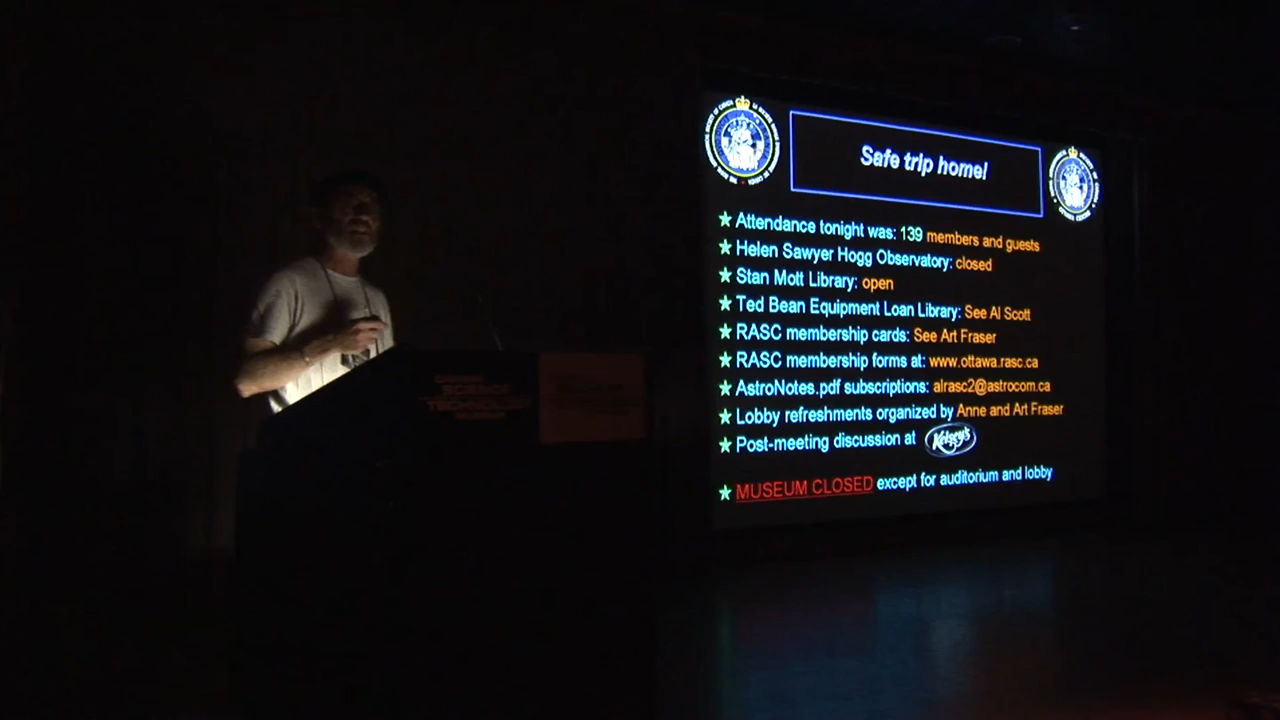 Safe trip home!
Attendance tonight was: 139 members and guests
Helen Sawyer Hogg Observatory: closed
Stan Mott Library: open
Ted Bean Equipment Loan Library: See Al Scott
RASC membership cards: See Art Fraser
RASC membership forms at: www.ottawa.rasc.ca
AstroNotes.pdf subscriptions: alrasc2@astrocom.ca
Lobby refreshments organized by Anne and Art Fraser
Post-meeting discussion at Kelsey's
MUSEUM CLOSED except for auditorium and lobby